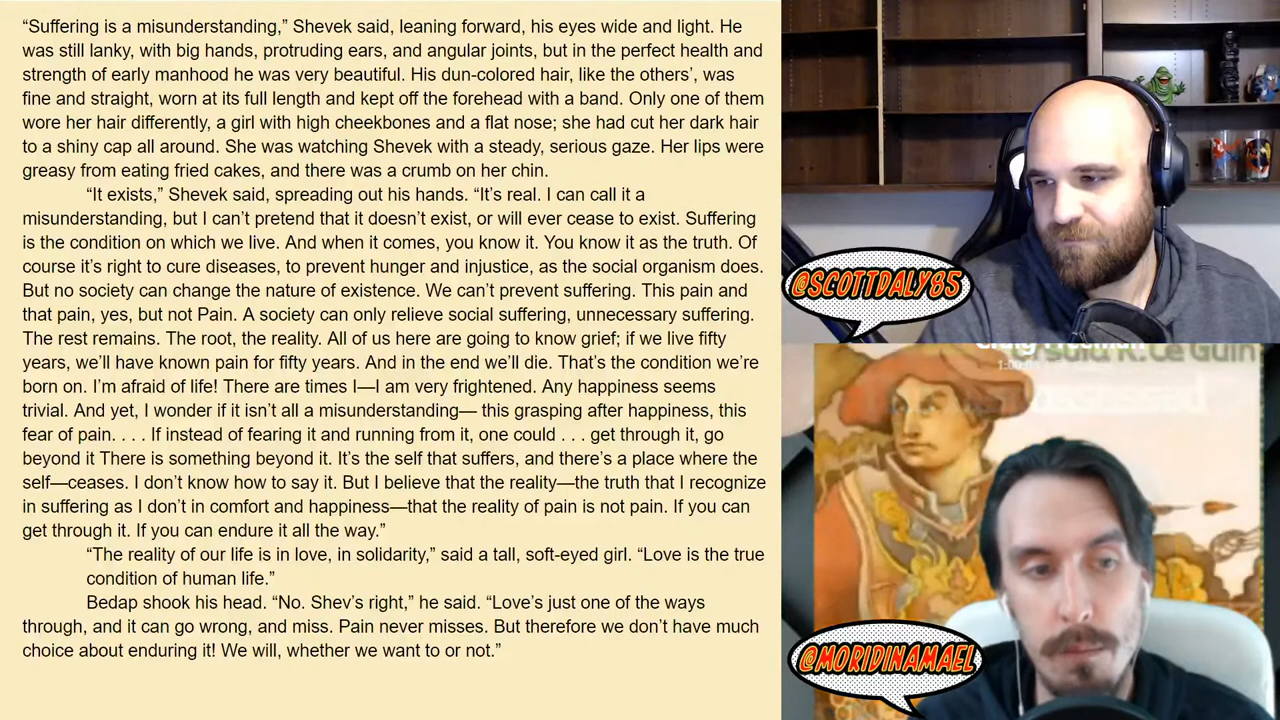 “Suffering is a misunderstanding,” Shevek said, leaning forward, his eyes wide and light. He
was still lanky, with big hands, protruding ears, and angular joints, but in the perfect health and
strength of early manhood he was very beautiful. His dun-colored hair, like the others’, was
fine and straight, worn at its full length and kept off the forehead with a band. Only one of them
wore her hair differently, a girl with high cheekbones and a flat nose; she had cut her dark hair
to a shiny cap all around. She was watching Shevek with a steady, serious gaze. Her lips were
greasy from eating fried cakes, and there was a crumb on her chin.
“It exists,” Shevek said, spreading out his hands. “It’s real. I can call it a
misunderstanding, but I can’t pretend that it doesn’t exist, or will ever cease to exist. Suffering
is the condition on which we live. And when it comes, you know it. You know it as the truth. Of
course it’s right to cure diseases, to prevent hunger and injustice, as the social organism does.
But no society can change the nature of existence. We can’t prevent suffering. This pain and
that pain, yes, but not Pain. A society can only relieve social suffering, unnecessary suffering.
The rest remains. The root, the reality. All of us here are going to know grief; if we live fifty
years, we’ll have known pain for fifty years. And in the end we’ll die. That’s the condition we’re
born on. I’m afraid of life! There are times I—I am very frightened. Any happiness seems
trivial. And yet, I wonder if it isn’t all a misunderstanding— this grasping after happiness, this
fear of pain. . . . If instead of fearing it and running from it, one could . . . get through it, go
beyond it There is something beyond it. It’s the self that suffers, and there’s a place where the
self—ceases. I don’t know how to say it. But I believe that the reality—the truth that I recognize
in suffering as I don’t in comfort and happiness—that the reality of pain is not pain. If you can
get through it. If you can endure it all the way.”
“The reality of our life is in love, in solidarity,” said a tall, soft-eyed girl. “Love is the true
condition of human life.”
Bedap shook his head. “No. Shev’s right,” he said. “Love’s just one of the ways
through, and it can go wrong, and miss. Pain never misses. But therefore we don’t have much
choice about enduring it! We will, whether we want to or not.”
@SCOTTDALY85
Ursula K. Le Guin
@MORIDINAMAEL